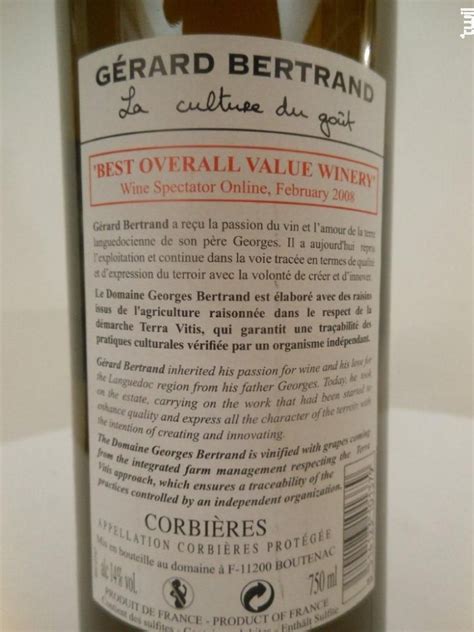 GÉRARD BERTRAND
La culture du goût
"BEST OVERALL VALUE WINERY"
Wine Spectator Online, February 2008
Gérard Bertrand a reçu la passion du vin et l'amour de la terre
languedocienne de son père Georges. Il a aujourd'hui repris
l'exploitation et continue dans la voie tracée en termes de qualité
et d'expression du terroir avec la volonté de créer et d'innover.
Le Domaine Georges Bertrand est élaboré avec des raisins
issus de l'agriculture raisonnée dans le respect de la
démarche Terra Vitis, qui garantit une traçabilité des
pratiques culturales vérifiée par un organisme indépendant.
Gérard Bertrand inherited his passion for wine and his love for
the Languedoc region from his father Georges. Today, he took
on the estate, carrying on the work that had been started to
enhance quality and express all the character of the terroirs with
the intention of creating and innovating.
The Domaine Georges Bertrand is vinified with grapes coming
from the integrated farm management respecting the Terra
Vitis approach, which ensures a traceability of the
practices controlled by an independent organization.
CORBIÈRES
APPELLATION CORBIÈRES PROTÉGÉE
Mis en bouteille au domaine à F-11200 BOUTENAC
alc 14% vol.
750 ml
PRODUIT DE FRANCE - PRODUCT OF FRANCE
Contient des sulfites - Enthält Sulfite